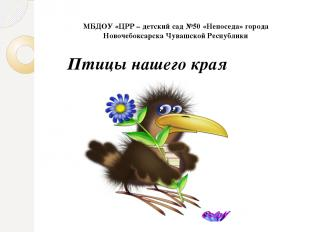 МБДОУ «ЦРР – детский сад №50 «Непоседа» города
Новочебоксарска Чувашской Республики
Птицы нашего края